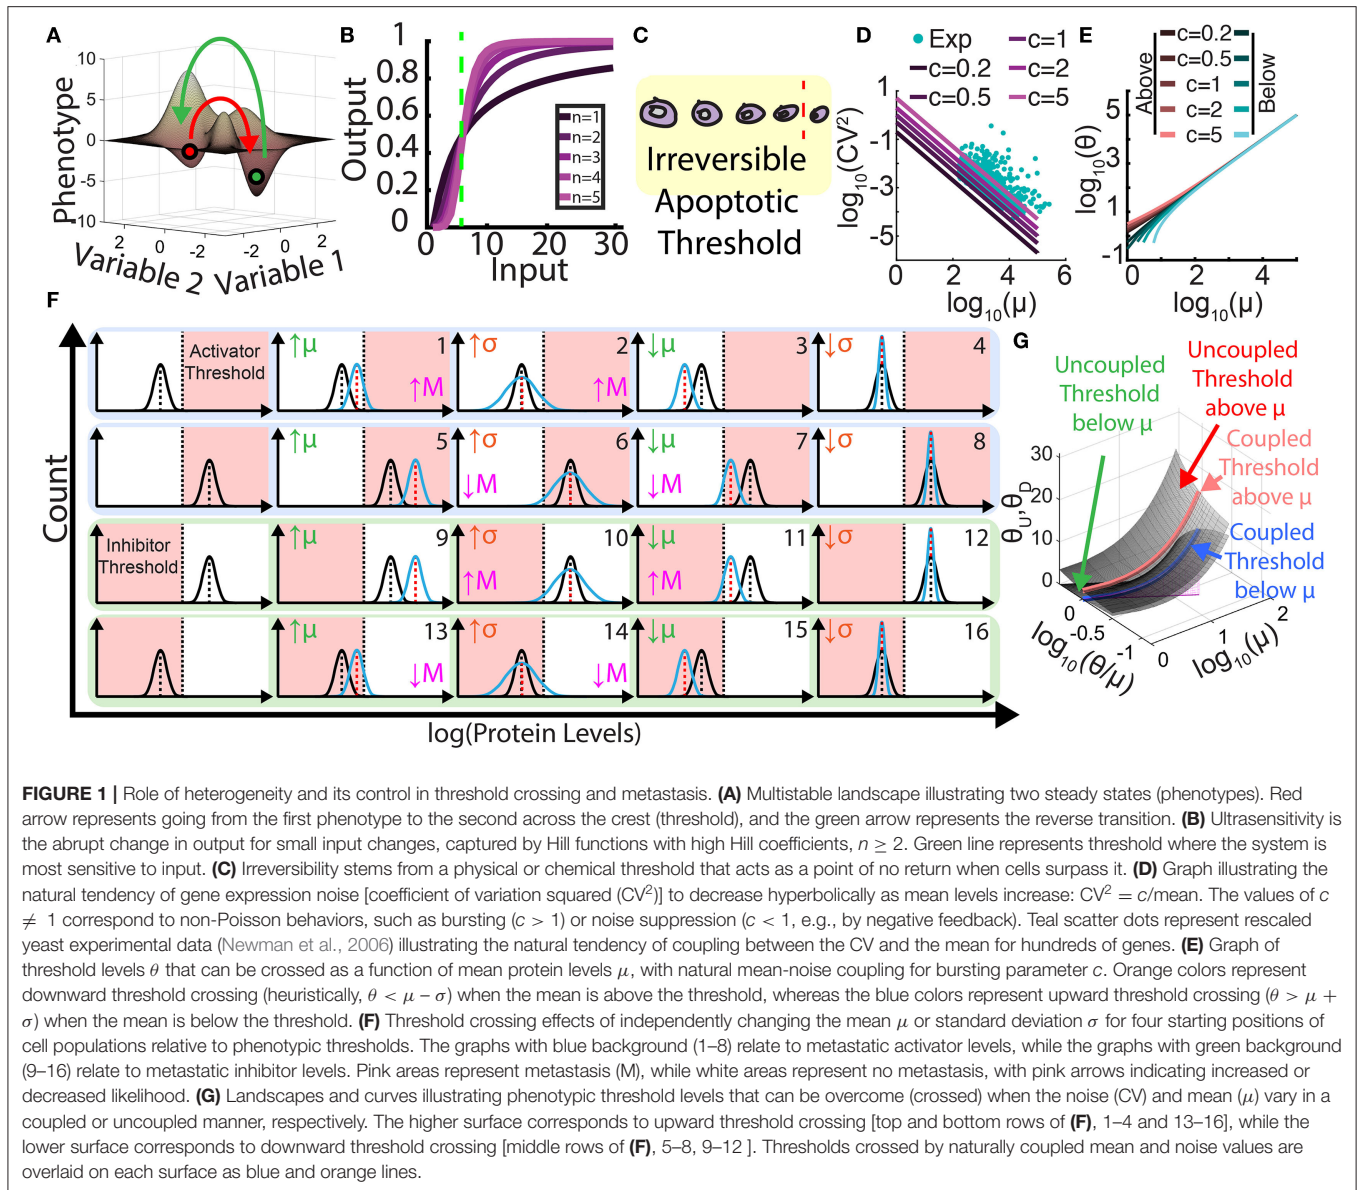 A
Phenotype
10
5
0
-5
10
2
0
-2
Variable 2
-2
0
2
Variable 1
B
Output
1
0.8
0.6
0.4
0.2
0
0
10
20
30
Input
n=1
n=2
n=3
n=4
n=5
C
Irreversible
Apoptotic
Threshold
D
Exp
c=0.2
c=0.5
c=1
c=2
c=5
log10(CV²)
1
-1
-3
-5
0
2
4
6
log10(μ)
E
Above
c=0.2
c=0.5
c=1
c=2
c=5
Below
log10(θ)
5
3
1
-1
0
2
4
log10(μ)
F
Count
Activator
Threshold
↑μ
1
↑M
↑σ
2
↑M
↓μ
3
↓σ
4
↑μ
5
↑σ
6
↓M
↓μ
7
↓M
↓σ
8
Inhibitor
Threshold
↑μ
9
↑σ
10
↑M
↓μ
11
↑M
↓σ
12
↑μ
13
↓M
↑σ
14
↓M
↓μ
15
↓σ
16
log(Protein Levels)
G
Uncoupled
Threshold
below μ
Uncoupled
Threshold
above μ
Coupled
Threshold
above μ
Coupled
Threshold
below μ
θU,θD
30
20
10
0
0
-0.5
-1
log10(θ/μ)
0
1
2
log10(μ)
FIGURE 1 | Role of heterogeneity and its control in threshold crossing and metastasis. (A) Multistable landscape illustrating two steady states (phenotypes). Red
arrow represents going from the first phenotype to the second across the crest (threshold), and the green arrow represents the reverse transition. (B) Ultrasensitivity is
the abrupt change in output for small input changes, captured by Hill functions with high Hill coefficients, n ≥ 2. Green line represents threshold where the system is
most sensitive to input. (C) Irreversibility stems from a physical or chemical threshold that acts as a point of no return when cells surpass it. (D) Graph illustrating the
natural tendency of gene expression noise [coefficient of variation squared (CV²)] to decrease hyperbolically as mean levels increase: CV² = c/mean. The values of c
≠ 1 correspond to non-Poisson behaviors, such as bursting (c > 1) or noise suppression (c < 1, e.g., by negative feedback). Teal scatter dots represent rescaled
yeast experimental data (Newman et al., 2006) illustrating the natural tendency of coupling between the CV and the mean for hundreds of genes. (E) Graph of
threshold levels θ that can be crossed as a function of mean protein levels μ, with natural mean-noise coupling for bursting parameter c. Orange colors represent
downward threshold crossing (heuristically, θ < μ – σ) when the mean is above the threshold, whereas the blue colors represent upward threshold crossing (θ > μ +
σ) when the mean is below the threshold. (F) Threshold crossing effects of independently changing the mean μ or standard deviation σ for four starting positions of
cell populations relative to phenotypic thresholds. The graphs with blue background (1–8) relate to metastatic activator levels, while the graphs with green background
(9–16) relate to metastatic inhibitor levels. Pink areas represent metastasis (M), while white areas represent no metastasis, with pink arrows indicating increased or
decreased likelihood. (G) Landscapes and curves illustrating phenotypic threshold levels that can be overcome (crossed) when the noise (CV) and mean (μ) vary in a
coupled or uncoupled manner, respectively. The higher surface corresponds to upward threshold crossing [top and bottom rows of (F), 1–4 and 13–16], while the
lower surface corresponds to downward threshold crossing [middle rows of (F), 5–8, 9–12 ]. Thresholds crossed by naturally coupled mean and noise values are
overlaid on each surface as blue and orange lines.